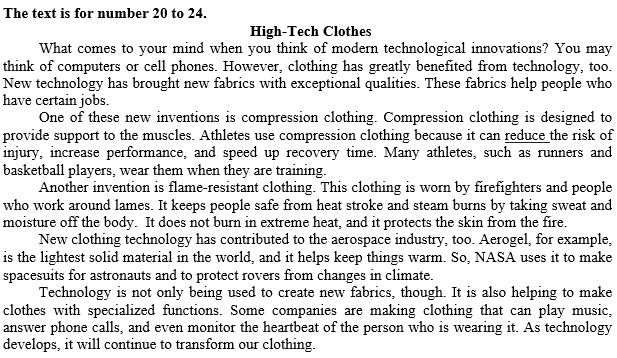 The text is for number 20 to 24.
High-Tech Clothes
What comes to your mind when you think of modern technological innovations? You may
think of computers or cell phones. However, clothing has greatly benefited from technology, too.
New technology has brought new fabrics with exceptional qualities. These fabrics help people who
have certain jobs.
One of these new inventions is compression clothing. Compression clothing is designed to
provide support to the muscles. Athletes use compression clothing because it can reduce the risk of
injury, increase performance, and speed up recovery time. Many athletes, such as runners and
basketball players, wear them when they are training.
Another invention is flame-resistant clothing. This clothing is worn by firefighters and people
who work around lames. It keeps people safe from heat stroke and steam burns by taking sweat and
moisture off the body. It does not burn in extreme heat, and it protects the skin from the fire.
New clothing technology has contributed to the aerospace industry, too. Aerogel, for example,
is the lightest solid material in the world, and it helps keep things warm. So, NASA uses it to make
spacesuits for astronauts and to protect rovers from changes in climate.
Technology is not only being used to create new fabrics, though. It is also helping to make
clothes with specialized functions. Some companies are making clothing that can play music,
answer phone calls, and even monitor the heartbeat of the person who is wearing it. As technology
develops, it will continue to transform our clothing.